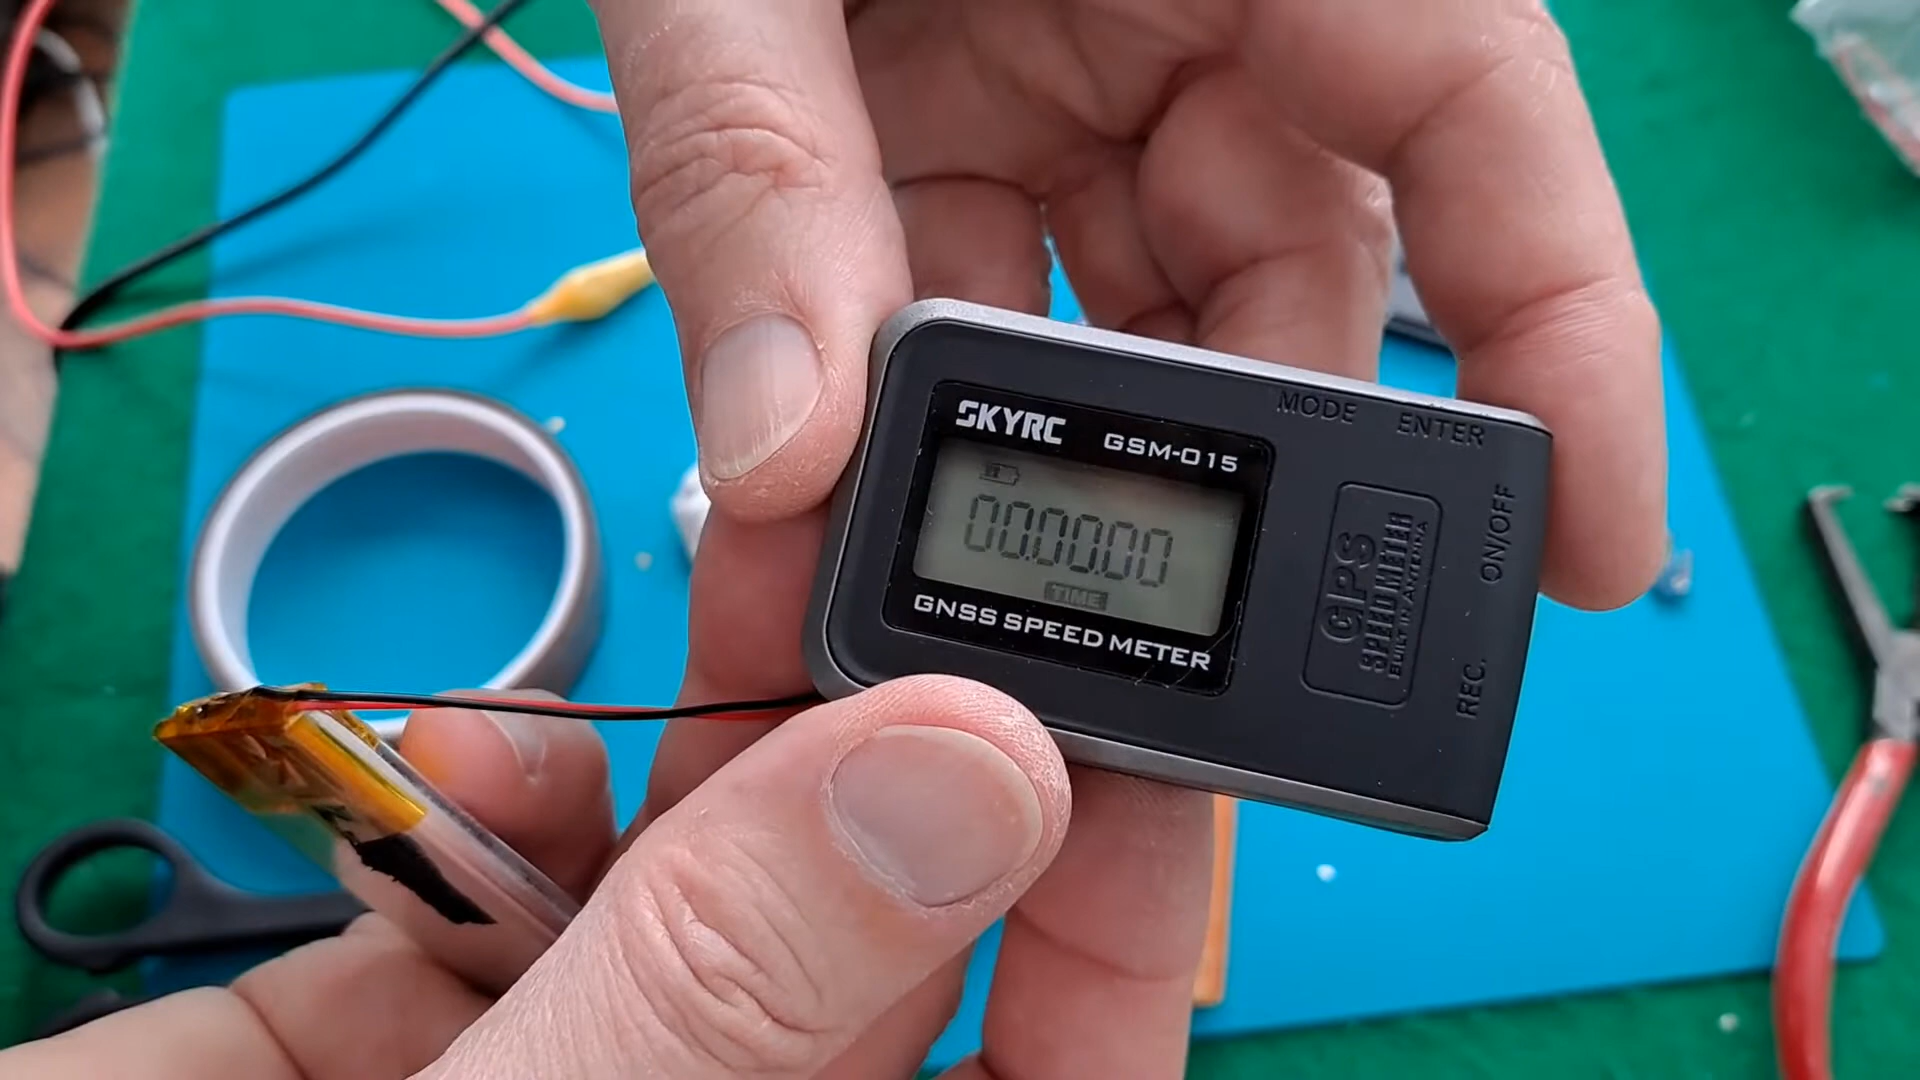 MODE ENTER
SKYRC GSM-015
00.00.00
TIME
GNSS SPEED METER
GPS
SPEED METER
BUILT IN ANTENNA
ON/OFF
REC.